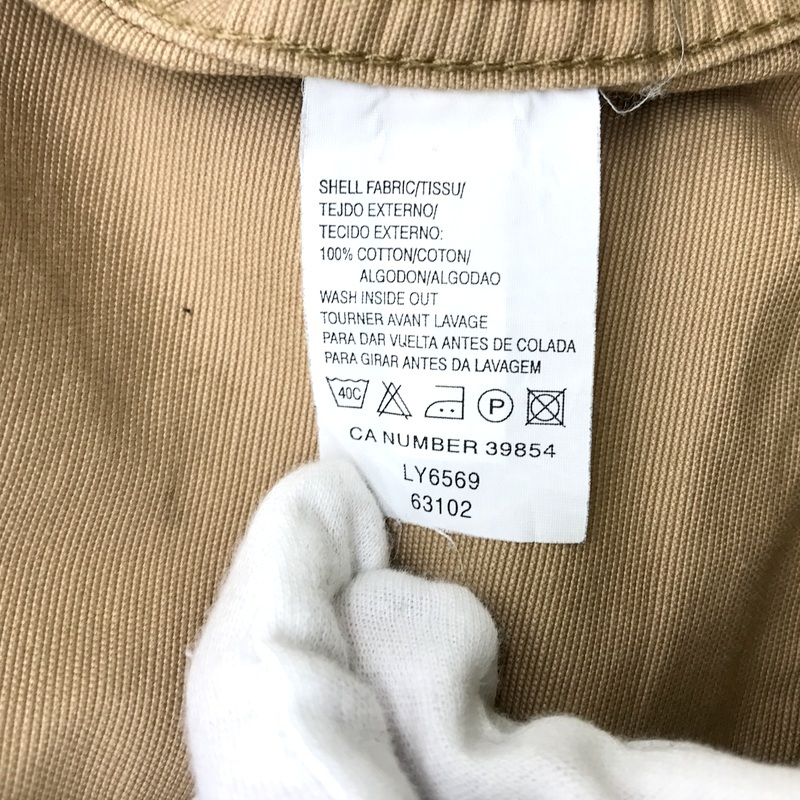 SHELL FABRIC/TISSU/
TEJDO EXTERNO/
TECIDO EXTERNO:
100% COTTON/COTON/
ALGODON/ALGODAO
WASH INSIDE OUT
TOURNER AVANT LAVAGE
PARA DAR VUELTA ANTES DE COLADA
PARA GIRAR ANTES DA LAVAGEM
40C P
CA NUMBER 39854
LY6569
63102